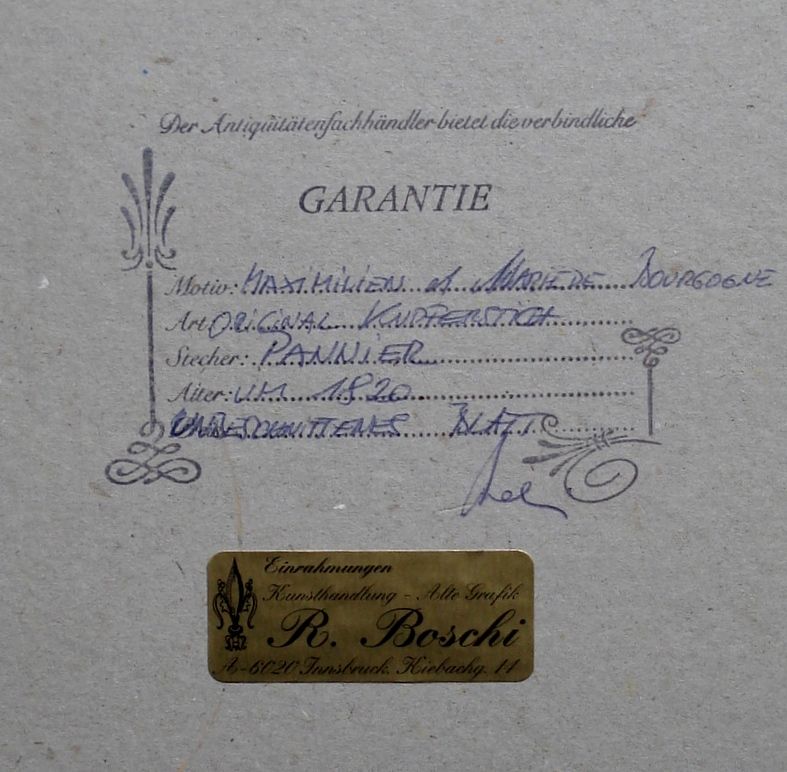 Der Antiquitätenfachhändler bietet die verbindliche
GARANTIE
Motiv: MAXIMILIEN et MARIE DE BOURGOGNE
Art: ORIGINAL KUPFERSTICH
Stecher: PANNIER
Alter: UM 1820
UNBESCHNITTENES BLATT
Einrahmungen
Kunsthandlung - Alte Grafik
R. Boschi
A-6020 Innsbruck, Kiebachg. 14